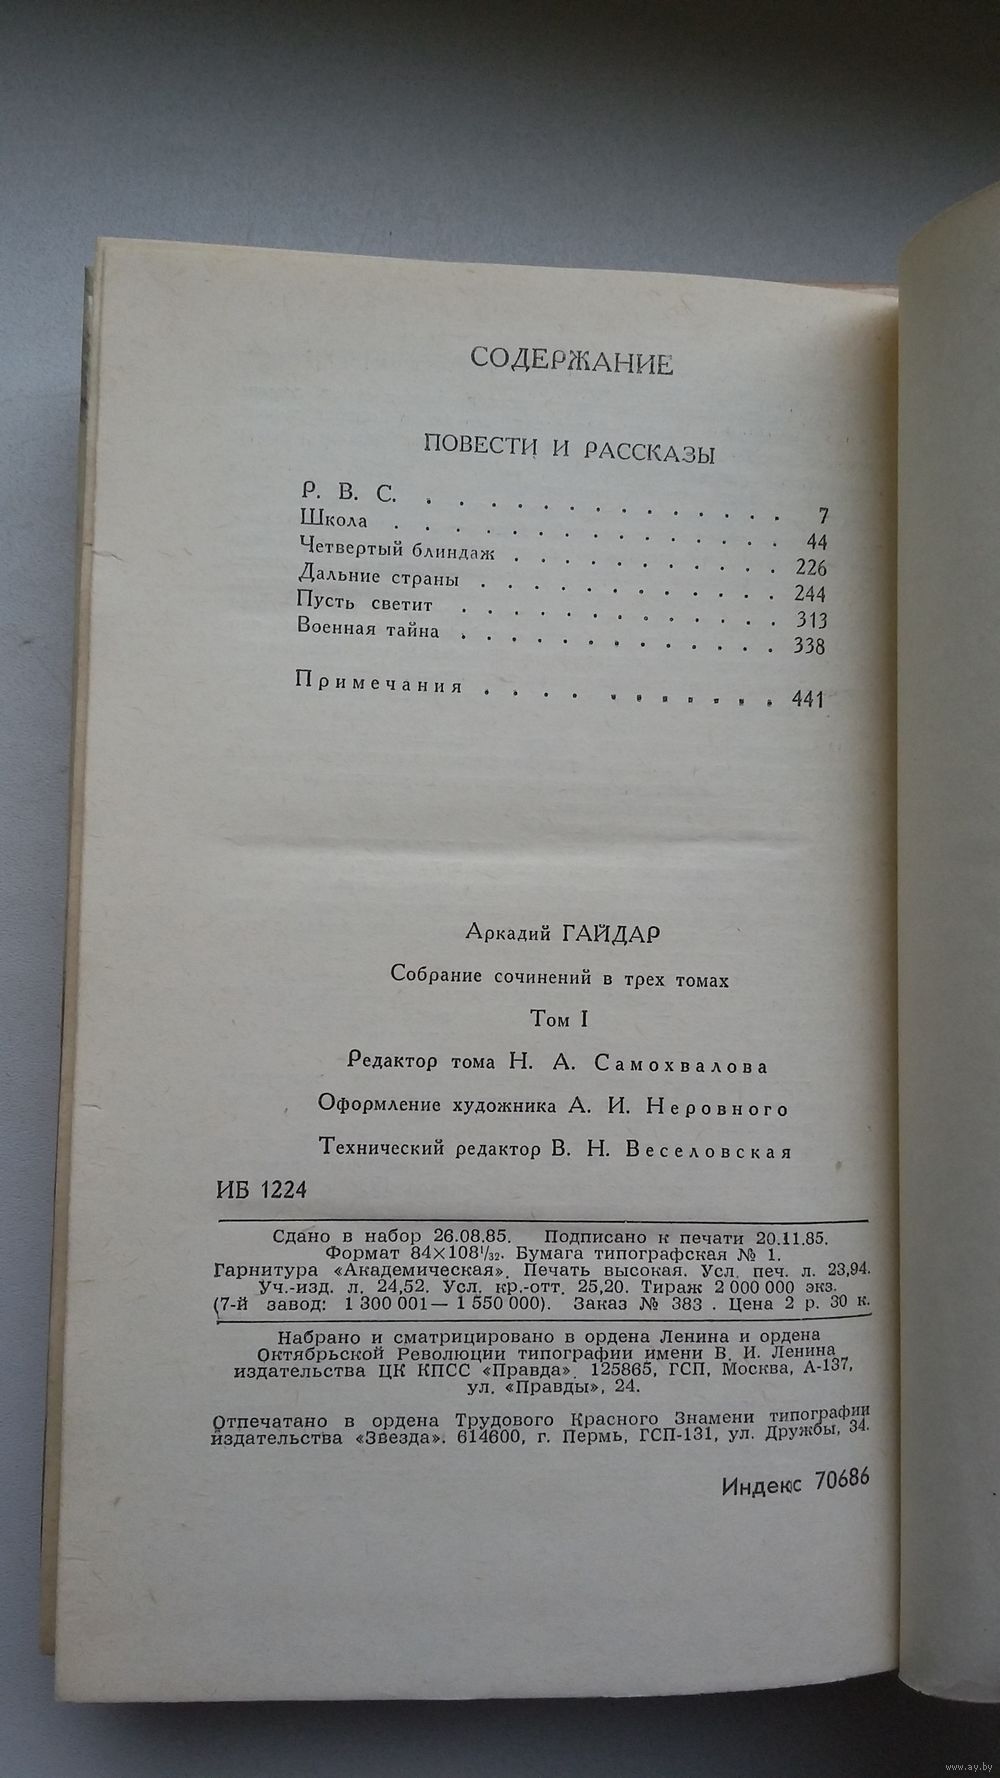 СОДЕРЖАНИЕ
ПОВЕСТИ И РАССКАЗЫ
Р. В. С. . . . . . . . . . . . . . 7
Школа . . . . . . . . . . . . . . 44
Четвертый блиндаж . . . . . . . . . . . 226
Дальние страны . . . . . . . . . . . . 244
Пусть светит . . . . . . . . . . . . . 313
Военная тайна . . . . . . . . . . . . . 338
Примечания . . . . . . . . . . . 441
Аркадий ГАЙДАР
Собрание сочинений в трех томах
Том I
Редактор тома Н. А. Самохвалова
Оформление художника А. И. Неровного
Технический редактор В. Н. Веселовская
ИБ 1224
Сдано в набор 26.08.85. Подписано к печати 20.11.85.
Формат 84×108¹/₃₂. Бумага типографская № 1.
Гарнитура «Академическая». Печать высокая. Усл. печ. л. 23,94.
Уч.-изд. л. 24,52. Усл. кр.-отт. 25,20. Тираж 2 000 000 экз.
(7-й завод: 1 300 001— 1 550 000). Заказ № 383 . Цена 2 р. 30 к.
Набрано и сматрицировано в ордена Ленина и ордена
Октябрьской Революции типографии имени В. И. Ленина
издательства ЦК КПСС «Правда». 125865, ГСП, Москва, А-137,
ул. «Правды», 24.
Отпечатано в ордена Трудового Красного Знамени типографии
издательства «Звезда». 614600, г. Пермь, ГСП-131, ул. Дружбы, 34.
Индекс 70686
www.ay.by